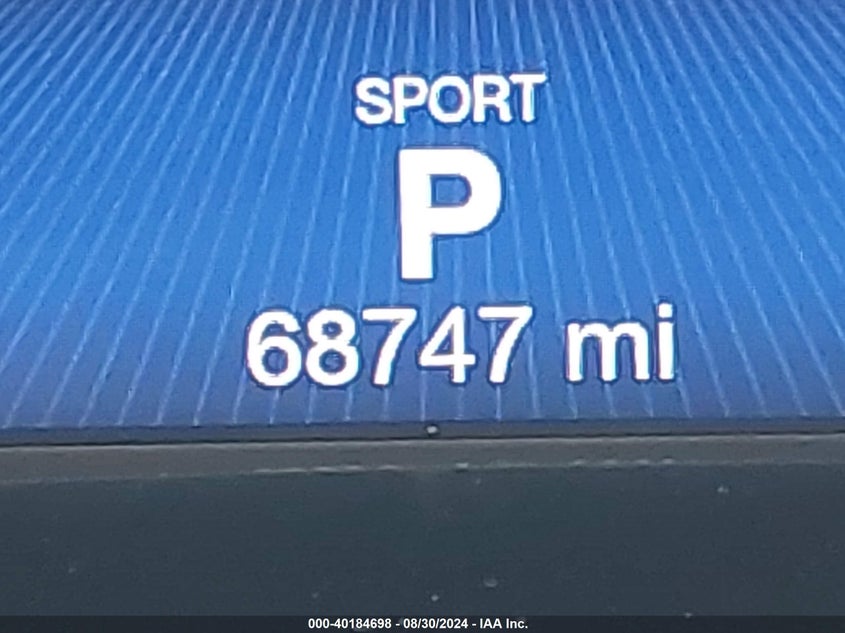 SPORT
P
68747 mi
000-40184698 - 08/30/2024 - IAA Inc.